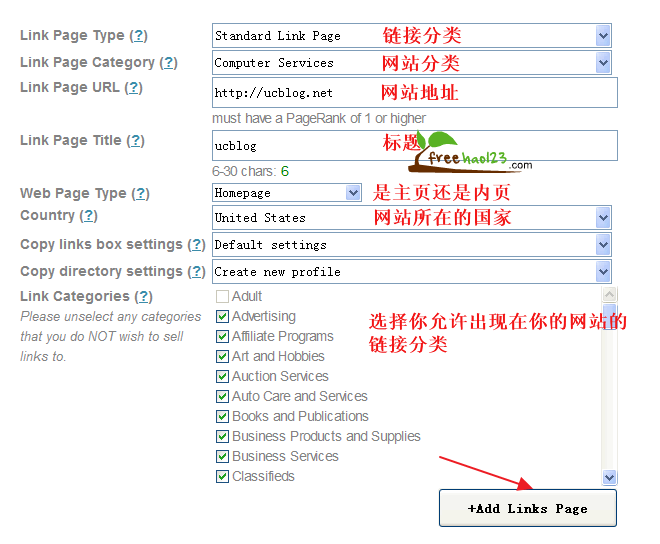 Link Page Type (?) Standard Link Page 链接分类
Link Page Category (?) Computer Services 网站分类
Link Page URL (?) http://ucblog.net 网站地址
must have a PageRank of 1 or higher
Link Page Title (?) ucblog 标题
freehao123.com
6-30 chars: 6
Web Page Type (?) Homepage 是主页还是内页
Country (?) United States 网站所在的国家
Copy links box settings (?) Default settings
Copy directory settings (?) Create new profile
Link Categories (?) Adult
Please unselect any categories Advertising 选择你允许出现在你的网站的
that you do NOT wish to sell Affiliate Programs 链接分类
links to. Art and Hobbies
Auction Services
Auto Care and Services
Books and Publications
Business Products and Supplies
Business Services
Classifieds
+Add Links Page